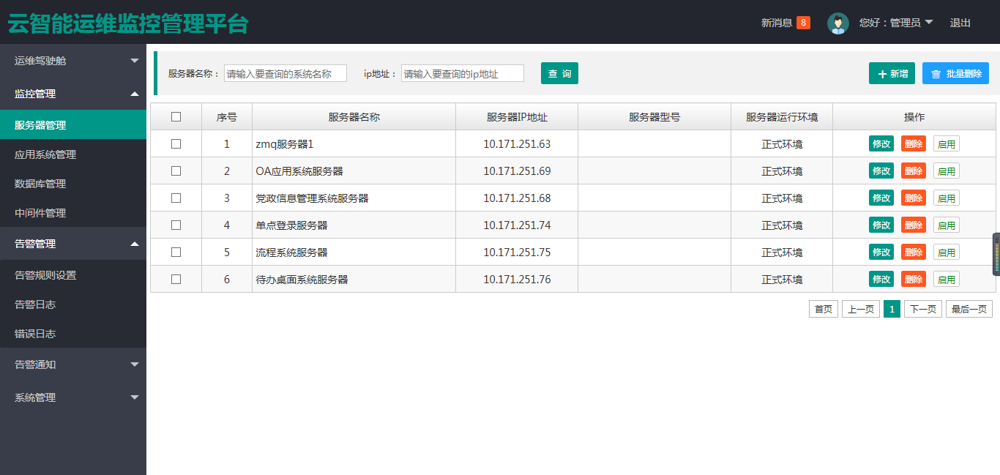 云智能运维监控管理平台
新消息 8 您好：管理员 退出
运维驾驶舱
监控管理
服务器管理
应用系统管理
数据库管理
中间件管理
告警管理
告警规则设置
告警日志
错误日志
告警通知
系统管理
服务器名称： 请输入要查询的系统名称 ip地址： 请输入要查询的ip地址 查 询 新增 批量删除
序号 服务器名称 服务器IP地址 服务器型号 服务器运行环境 操作
1 zmq服务器1 10.171.251.63 正式环境 修改 删除 启用
2 OA应用系统服务器 10.171.251.69 正式环境 修改 删除 启用
3 党政信息管理系统服务器 10.171.251.68 正式环境 修改 删除 启用
4 单点登录服务器 10.171.251.74 正式环境 修改 删除 启用
5 流程系统服务器 10.171.251.75 正式环境 修改 删除 启用
6 待办桌面系统服务器 10.171.251.76 正式环境 修改 删除 启用
首页 上一页 1 下一页 最后一页